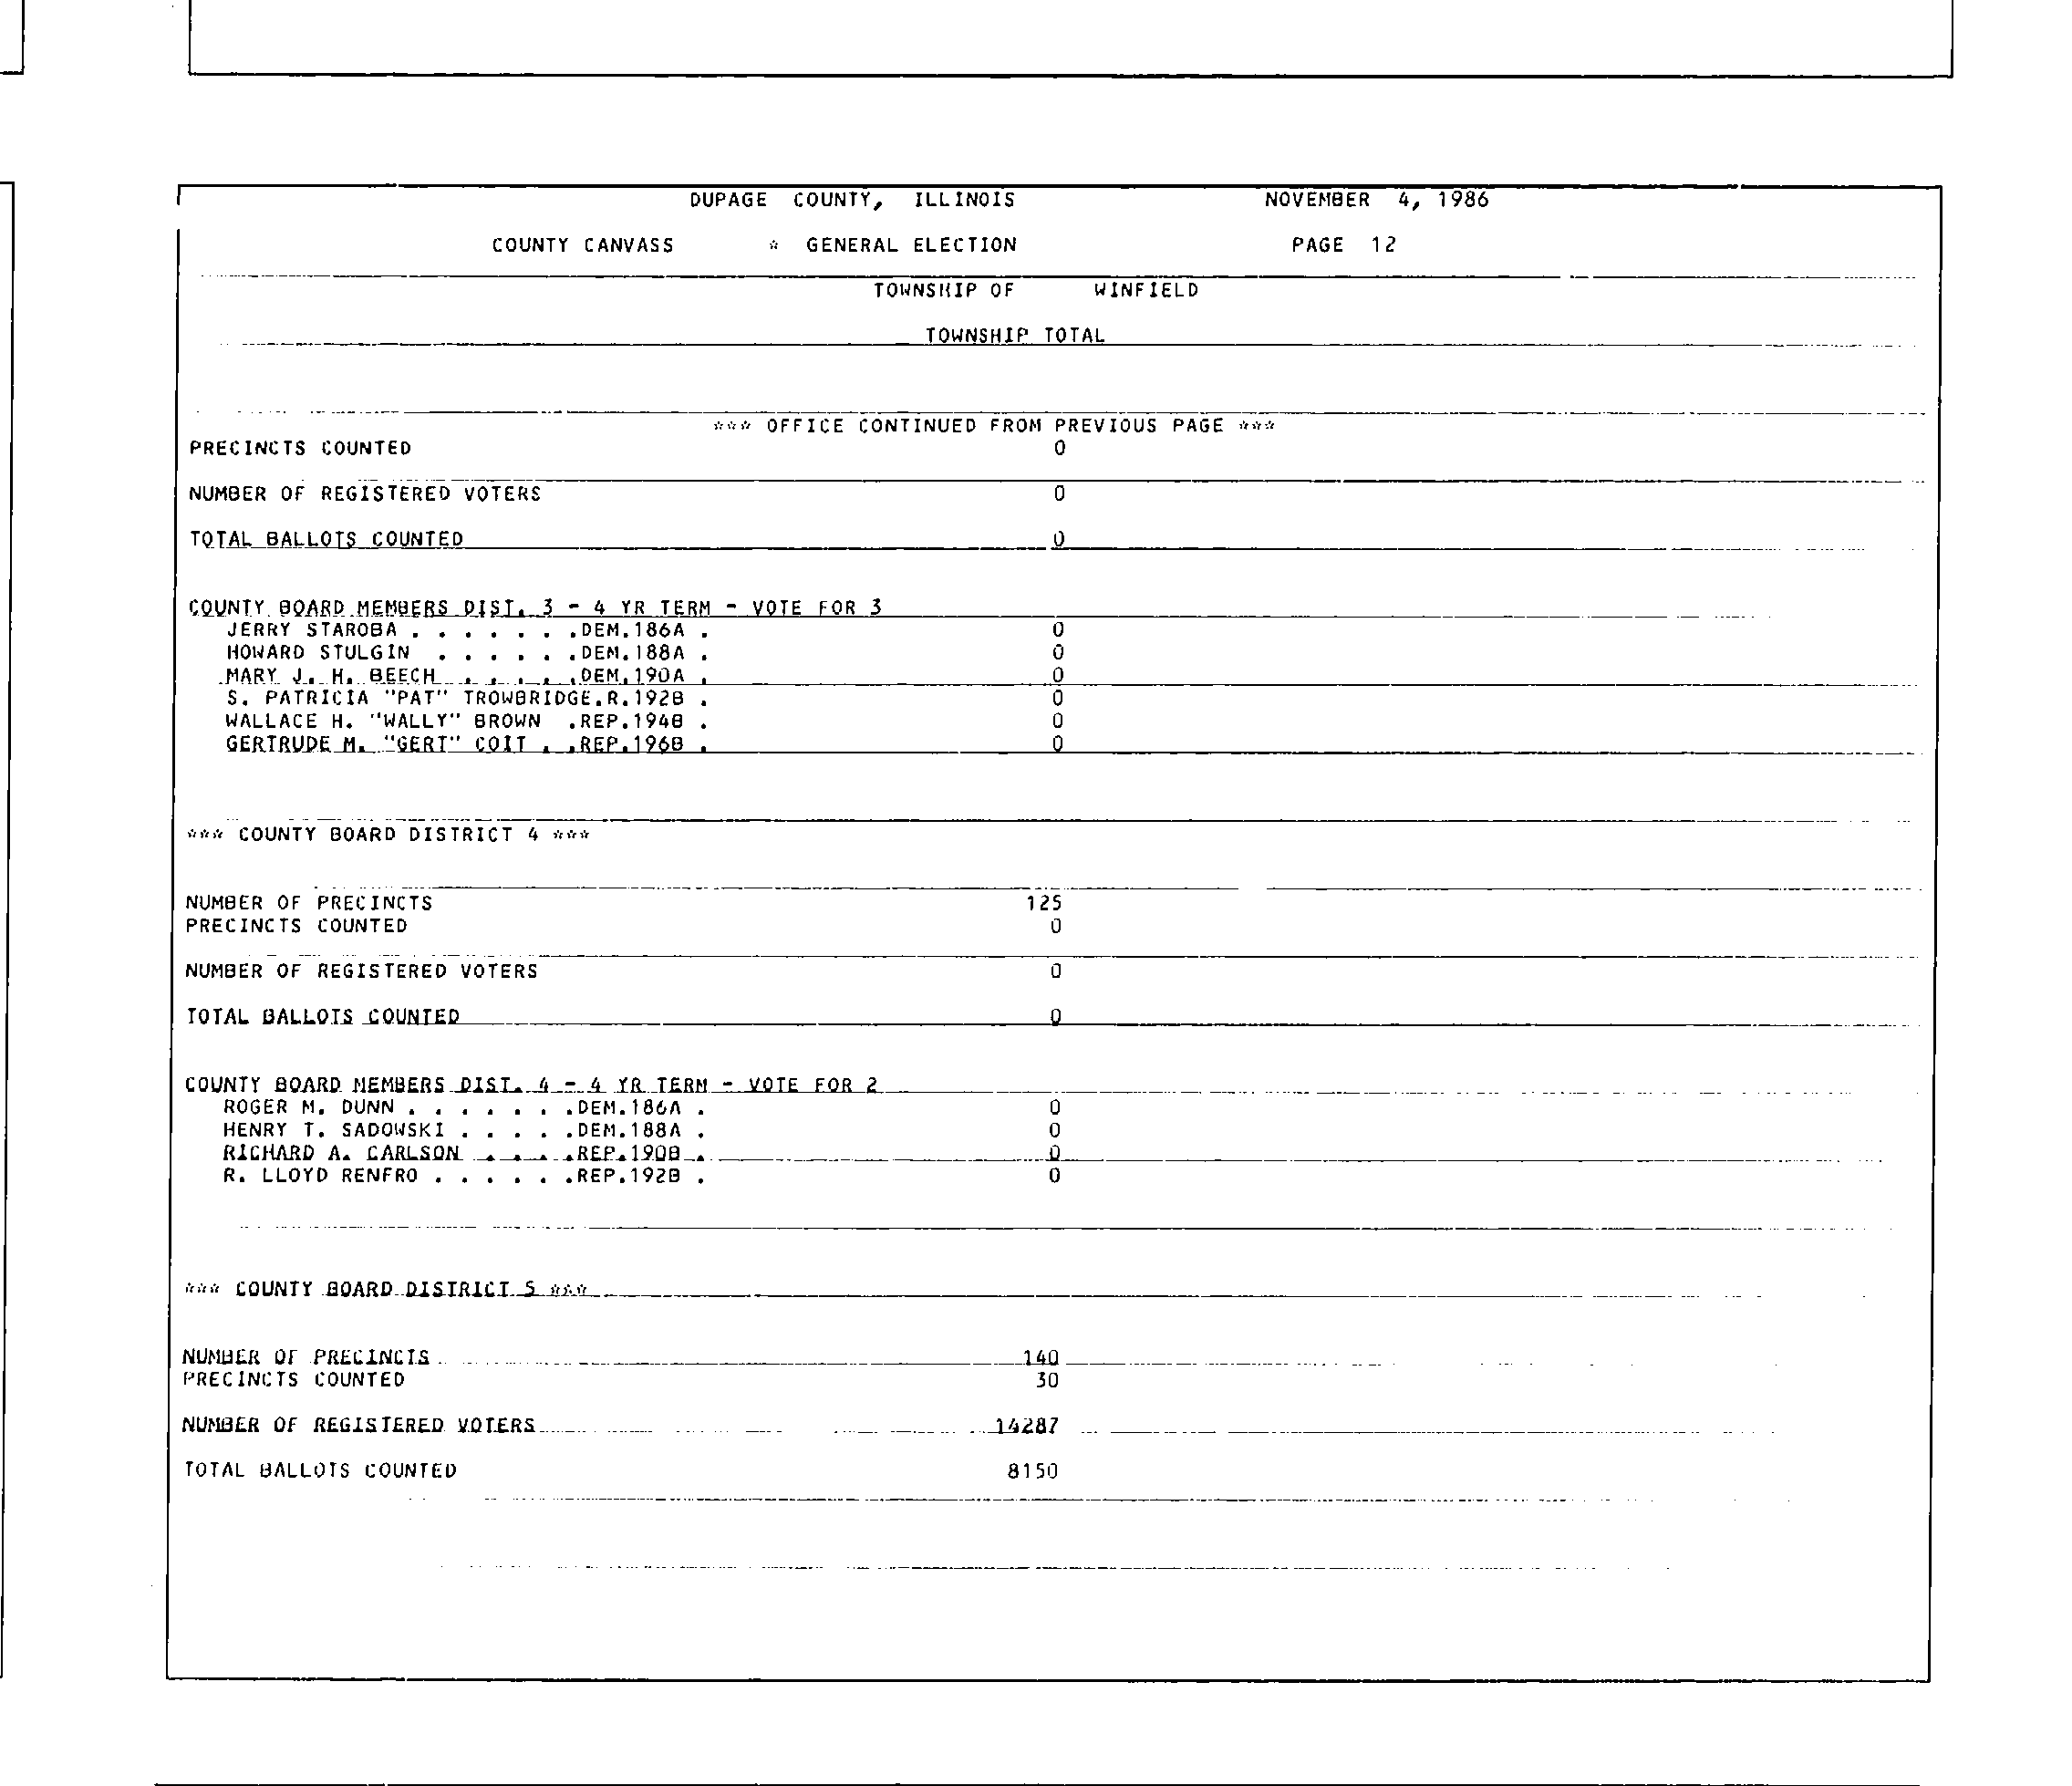 DUPAGE COUNTY, ILLINOIS NOVEMBER 4, 1986
COUNTY CANVASS * GENERAL ELECTION PAGE 12
TOWNSHIP OF WINFIELD
TOWNSHIP TOTAL
*** OFFICE CONTINUED FROM PREVIOUS PAGE ***
PRECINCTS COUNTED 0
NUMBER OF REGISTERED VOTERS 0
TOTAL BALLOTS COUNTED 0
COUNTY BOARD MEMBERS DIST. 3 - 4 YR TERM - VOTE FOR 3
JERRY STAROBA . . . . . . .DEM.186A . 0
HOWARD STULGIN . . . . . .DEM.188A . 0
MARY J. H. BEECH . . . . .DEM.190A . 0
S. PATRICIA "PAT" TROWBRIDGE.R.192B . 0
WALLACE H. "WALLY" BROWN .REP.194B . 0
GERTRUDE M. "GERT" COIT . .REP.196B . 0
*** COUNTY BOARD DISTRICT 4 ***
NUMBER OF PRECINCTS 125
PRECINCTS COUNTED 0
NUMBER OF REGISTERED VOTERS 0
TOTAL BALLOTS COUNTED 0
COUNTY BOARD MEMBERS DIST. 4 - 4 YR TERM - VOTE FOR 2
ROGER M. DUNN . . . . . . .DEM.186A . 0
HENRY T. SADOWSKI . . . . .DEM.188A . 0
RICHARD A. CARLSON . . . .REP.190B . 0
R. LLOYD RENFRO . . . . . .REP.192B . 0
*** COUNTY BOARD DISTRICT 5 ***
NUMBER OF PRECINCTS 140
PRECINCTS COUNTED 30
NUMBER OF REGISTERED VOTERS 14287
TOTAL BALLOTS COUNTED 8150